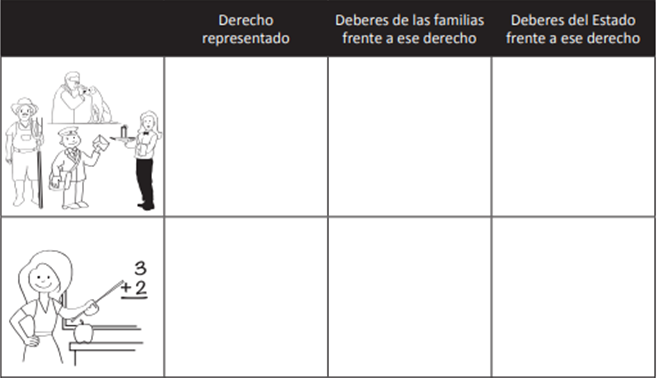 Derecho
representado
Deberes de las familias
frente a ese derecho
Deberes del Estado
frente a ese derecho
3
+2